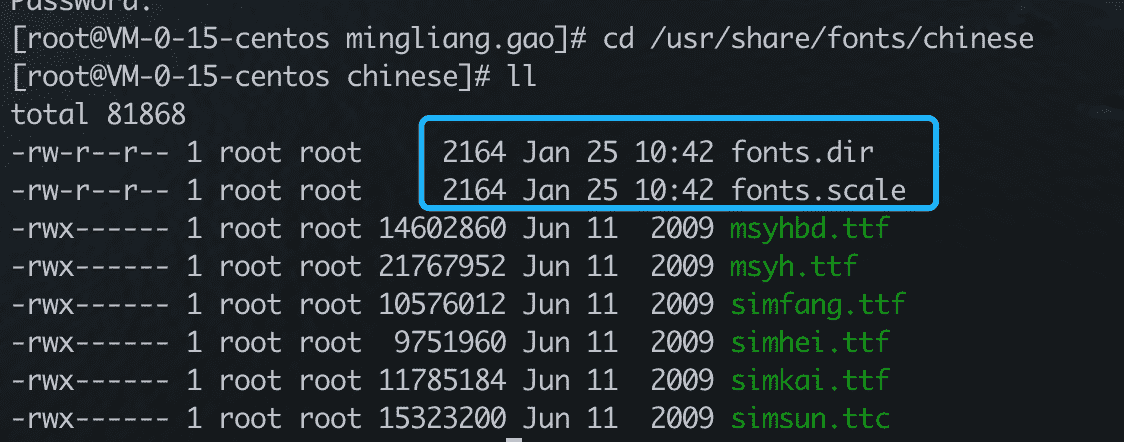 Password:
[root@VM-0-15-centos mingliang.gao]# cd /usr/share/fonts/chinese
[root@VM-0-15-centos chinese]# ll
total 81868
-rw-r--r-- 1 root root     2164 Jan 25 10:42 fonts.dir
-rw-r--r-- 1 root root     2164 Jan 25 10:42 fonts.scale
-rwx------ 1 root root 14602860 Jun 11  2009 msyhbd.ttf
-rwx------ 1 root root 21767952 Jun 11  2009 msyh.ttf
-rwx------ 1 root root 10576012 Jun 11  2009 simfang.ttf
-rwx------ 1 root root  9751960 Jun 11  2009 simhei.ttf
-rwx------ 1 root root 11785184 Jun 11  2009 simkai.ttf
-rwx------ 1 root root 15323200 Jun 11  2009 simsun.ttc